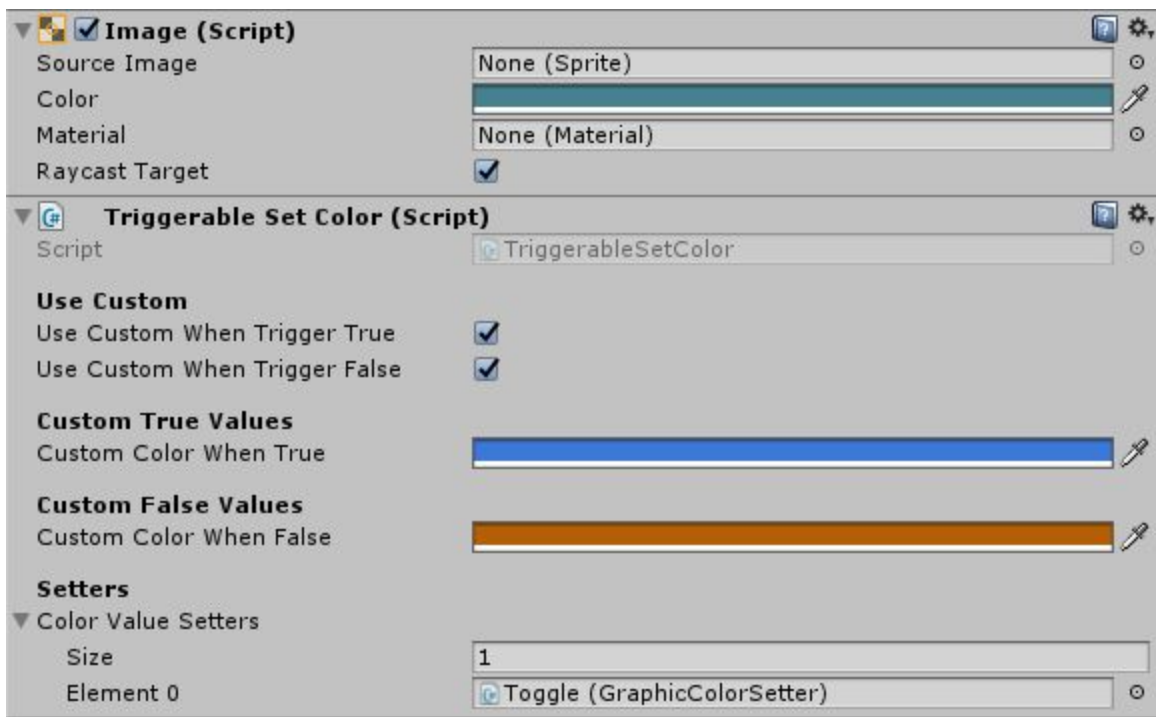 Image (Script)
Source Image None (Sprite)
Color
Material None (Material)
Raycast Target
Triggerable Set Color (Script)
Script TriggerableSetColor
Use Custom
Use Custom When Trigger True
Use Custom When Trigger False
Custom True Values
Custom Color When True
Custom False Values
Custom Color When False
Setters
Color Value Setters
Size 1
Element 0 Toggle (GraphicColorSetter)